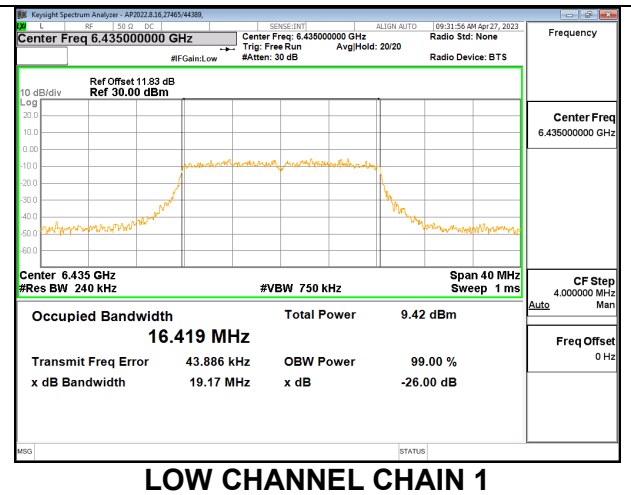 Keysight Spectrum Analyzer - AP2022.8.16,27465/44389,
L RF 50 Ω DC SENSE:INT ALIGN AUTO 09:31:56 AM Apr 27, 2023
Center Freq 6.435000000 GHz Center Freq: 6.435000000 GHz Radio Std: None Frequency
Trig: Free Run Avg|Hold: 20/20
#IFGain:Low #Atten: 30 dB Radio Device: BTS
Ref Offset 11.83 dB
10 dB/div Ref 30.00 dBm
Log
20.0
10.0
0.00
-10.0
-20.0
-30.0
-40.0
-50.0
-60.0
Center Freq
6.435000000 GHz
Center 6.435 GHz Span 40 MHz
#Res BW 240 kHz #VBW 750 kHz Sweep 1 ms
CF Step
4.000000 MHz
Auto Man
Occupied Bandwidth Total Power 9.42 dBm
16.419 MHz
Freq Offset
0 Hz
Transmit Freq Error 43.886 kHz OBW Power 99.00 %
x dB Bandwidth 19.17 MHz x dB -26.00 dB
MSG STATUS
LOW CHANNEL CHAIN 1